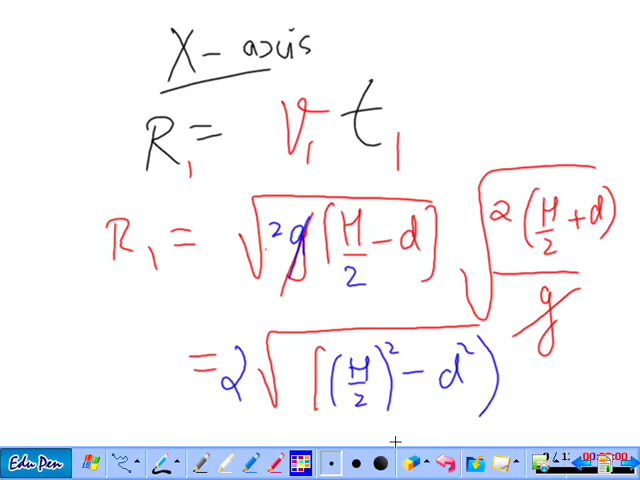 X - axis
R₁ = V₁ t₁
R₁ = √2g[H/2 - d] √2(H/2 + d)/g
= 2√[(H/2)² - d²)
Edu Pen